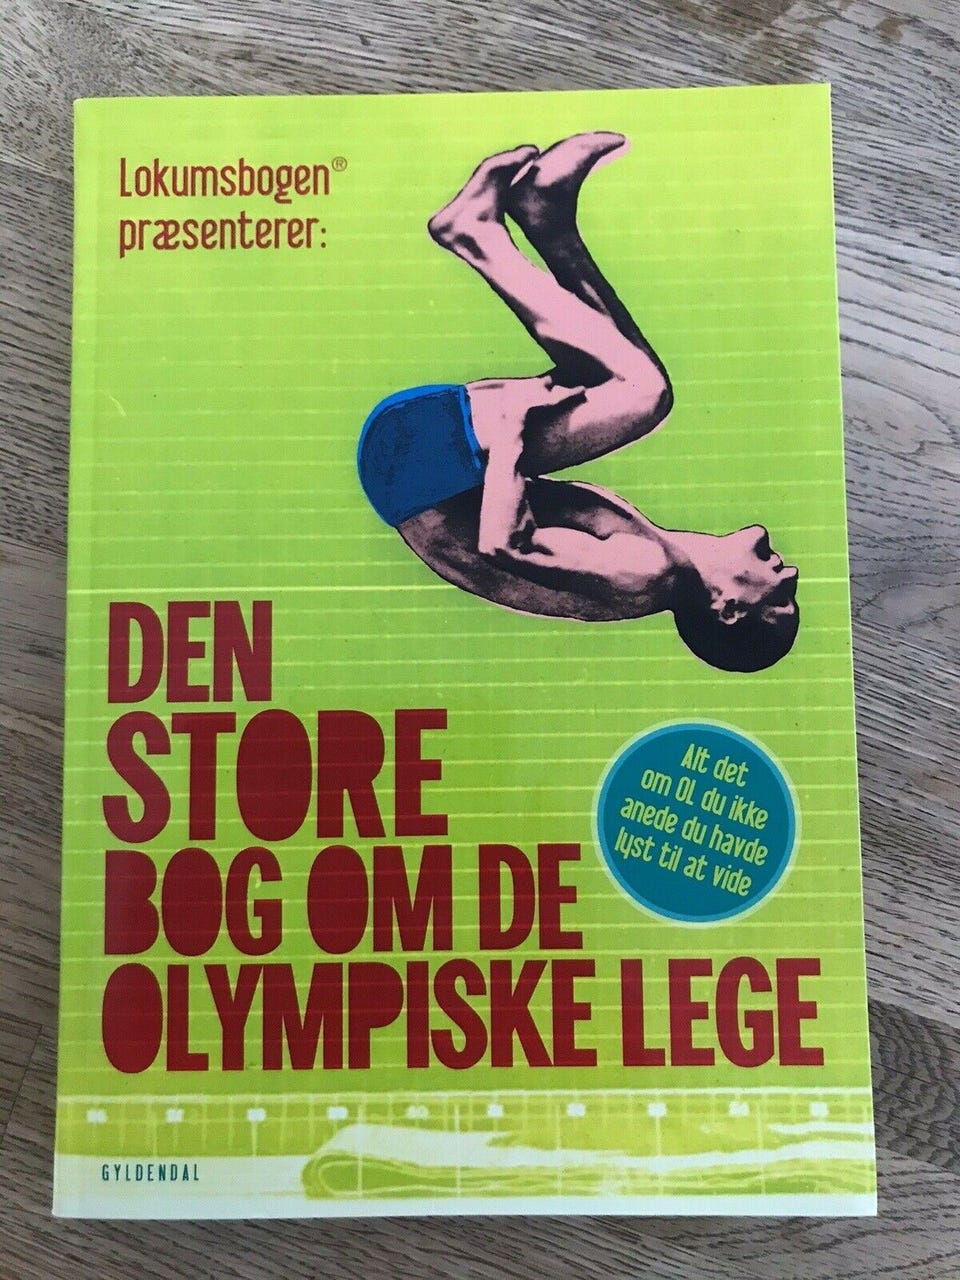 Lokumsbogen®
præsenterer:
DEN
STORE
BOG OM DE
OLYMPISKE LEGE
Alt det
om OL du ikke
anede du havde
lyst til at vide
GYLDENDAL